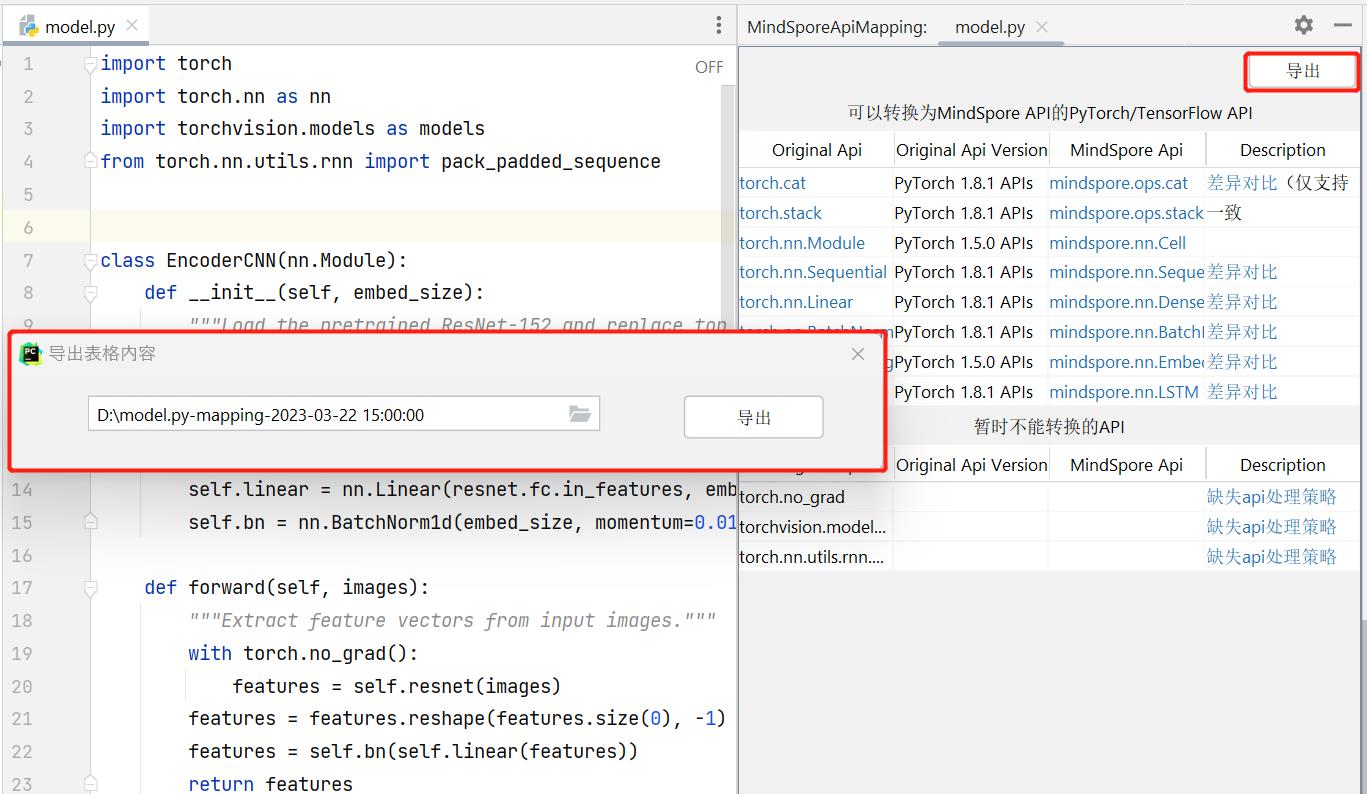 model.py
1 import torch
OFF
2 import torch.nn as nn
3 import torchvision.models as models
4 from torch.nn.utils.rnn import pack_padded_sequence
5
6
7 class EncoderCNN(nn.Module):
8 def __init__(self, embed_size):
9 """Load the pretrained ResNet-152 and replace top
PC 导出表格内容
D:\model.py-mapping-2023-03-22 15:00:00
导出
14 self.linear = nn.Linear(resnet.fc.in_features, emb
15 self.bn = nn.BatchNorm1d(embed_size, momentum=0.01
16
17 def forward(self, images):
18 """Extract feature vectors from input images."""
19 with torch.no_grad():
20 features = self.resnet(images)
21 features = features.reshape(features.size(0), -1)
22 features = self.bn(self.linear(features))
23 return features
MindSporeApiMapping: model.py
导出
可以转换为MindSpore API的PyTorch/TensorFlow API
Original Api Original Api Version MindSpore Api Description
torch.cat PyTorch 1.8.1 APIs mindspore.ops.cat 差异对比（仅支持
torch.stack PyTorch 1.8.1 APIs mindspore.ops.stack 一致
torch.nn.Module PyTorch 1.5.0 APIs mindspore.nn.Cell
torch.nn.Sequential PyTorch 1.8.1 APIs mindspore.nn.Seque 差异对比
torch.nn.Linear PyTorch 1.8.1 APIs mindspore.nn.Dense 差异对比
torch.nn.BatchNorm PyTorch 1.8.1 APIs mindspore.nn.Batch 差异对比
g PyTorch 1.5.0 APIs mindspore.nn.Embe 差异对比
PyTorch 1.8.1 APIs mindspore.nn.LSTM 差异对比
暂时不能转换的API
Original Api Version MindSpore Api Description
torch.no_grad 缺失api处理策略
torchvision.model... 缺失api处理策略
torch.nn.utils.rnn.... 缺失api处理策略